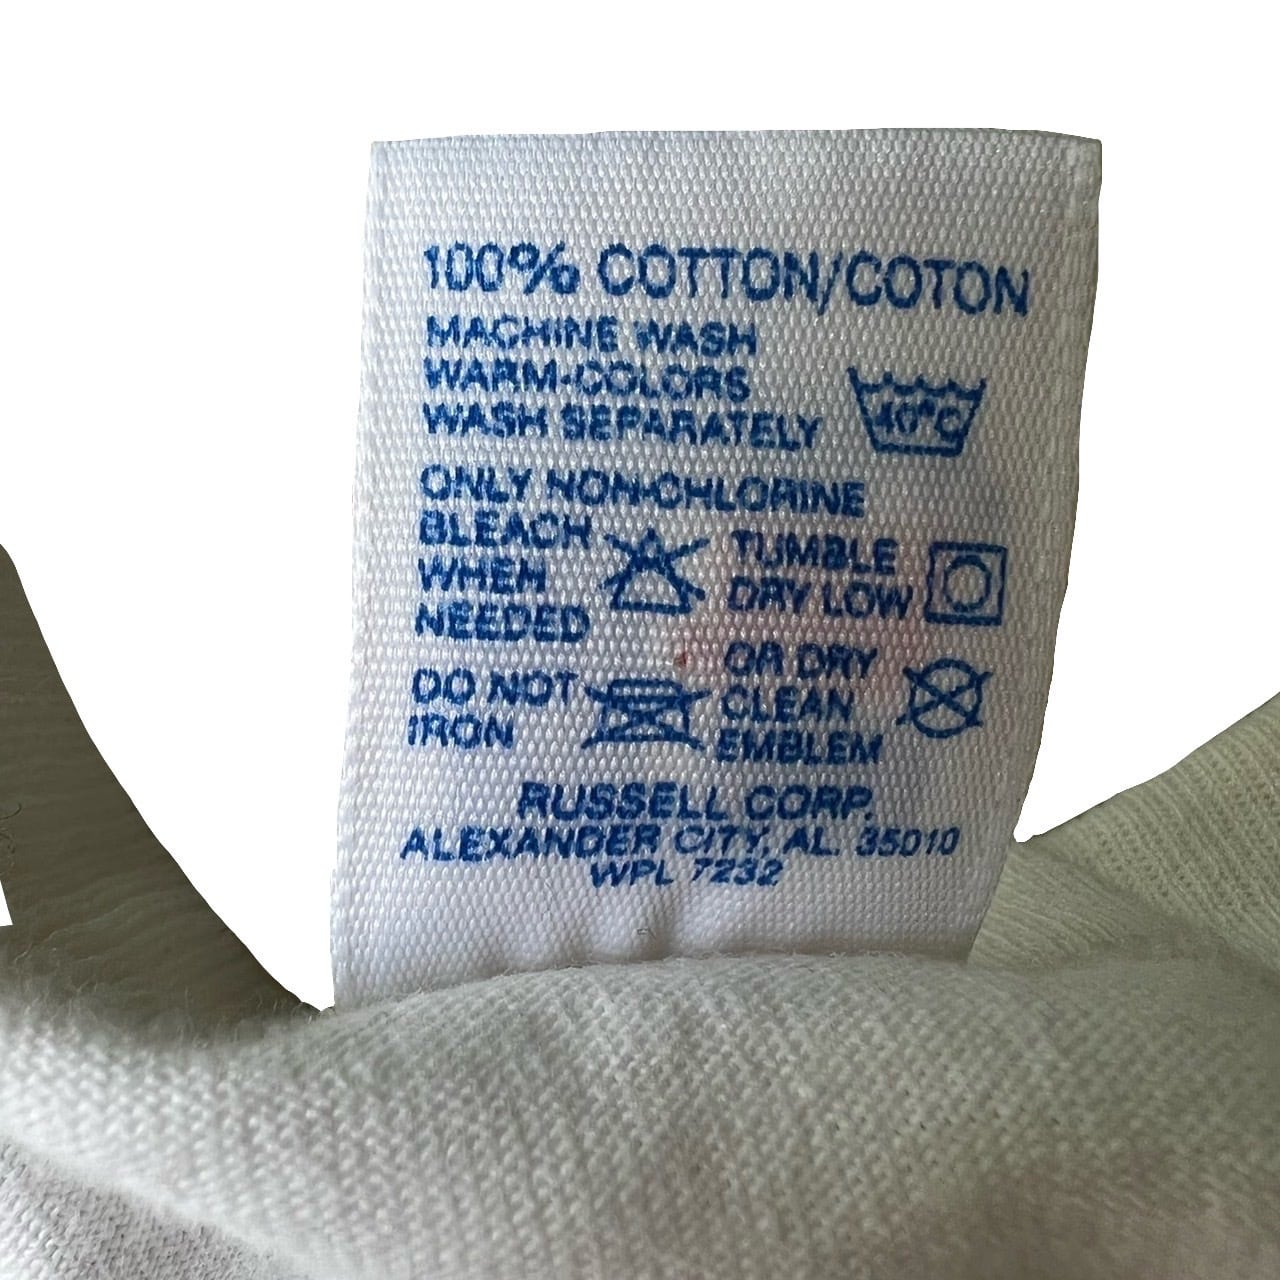 100% COTTON/COTON
MACHINE WASH
WARM-COLORS
WASH SEPARATELY
40°C
ONLY NON-CHLORINE
BLEACH
WHEN
NEEDED
TUMBLE
DRY LOW
DO NOT
IRON
OR DRY
CLEAN
EMBLEM
RUSSELL CORP.
ALEXANDER CITY, AL. 35010
WPL 7232